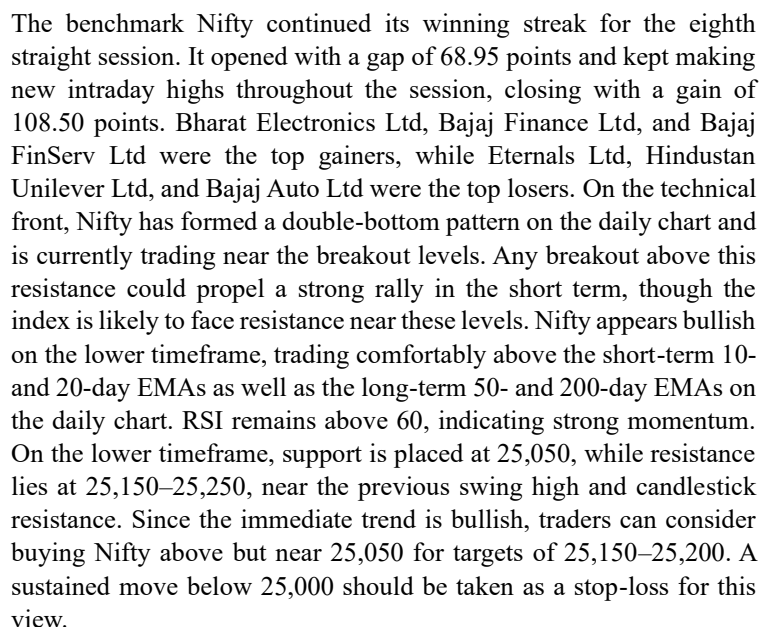 The benchmark Nifty continued its winning streak for the eighth
straight session. It opened with a gap of 68.95 points and kept making
new intraday highs throughout the session, closing with a gain of
108.50 points. Bharat Electronics Ltd, Bajaj Finance Ltd, and Bajaj
FinServ Ltd were the top gainers, while Eternals Ltd, Hindustan
Unilever Ltd, and Bajaj Auto Ltd were the top losers. On the technical
front, Nifty has formed a double-bottom pattern on the daily chart and
is currently trading near the breakout levels. Any breakout above this
resistance could propel a strong rally in the short term, though the
index is likely to face resistance near these levels. Nifty appears bullish
on the lower timeframe, trading comfortably above the short-term 10-
and 20-day EMAs as well as the long-term 50- and 200-day EMAs on
the daily chart. RSI remains above 60, indicating strong momentum.
On the lower timeframe, support is placed at 25,050, while resistance
lies at 25,150–25,250, near the previous swing high and candlestick
resistance. Since the immediate trend is bullish, traders can consider
buying Nifty above but near 25,050 for targets of 25,150–25,200. A
sustained move below 25,000 should be taken as a stop-loss for this
view.